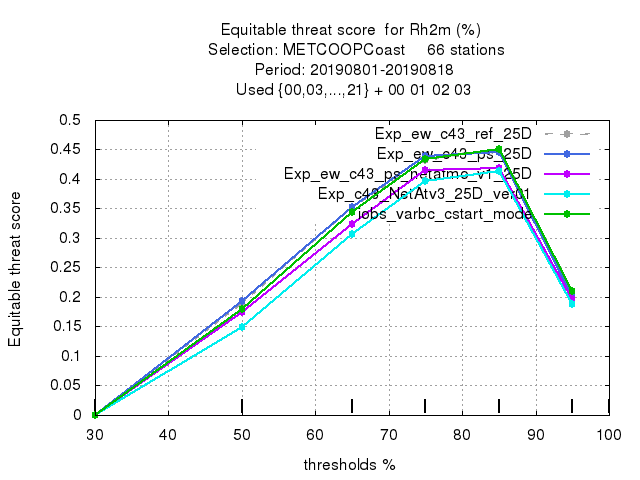 Equitable threat score for Rh2m (%)
Selection: METCOOPCoast 66 stations
Period: 20190801-20190818
Used {00,03,...,21} + 00 01 02 03
Equitable threat score
0.5
0.45
0.4
0.35
0.3
0.25
0.2
0.15
0.1
0.05
0
Exp_ew_c43_ref_25D
Exp_ew_c43_ps_25D
Exp_ew_c43_ps_netatmo_v1_25D
Exp_c43_NetAtv3_25D_ver01
iobs_varbc_cstart_mode
30 40 50 60 70 80 90 100
thresholds %